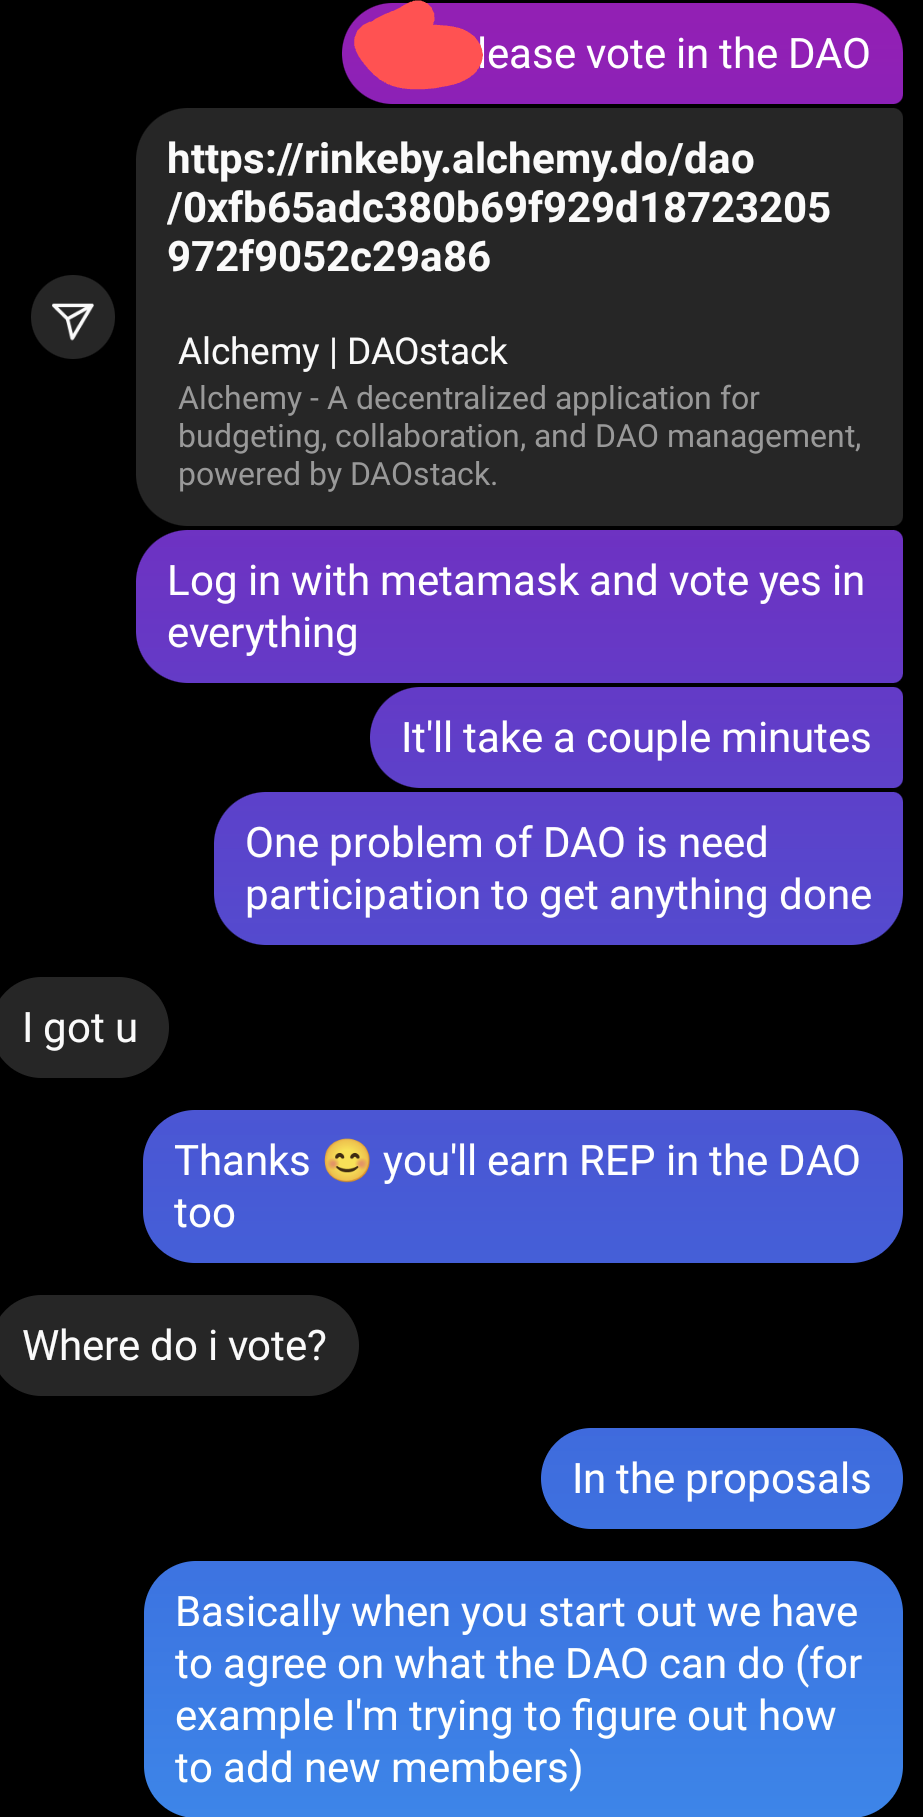 vote in the DAO
https://rinkeby.alchemy.do/dao
/0xfb65adc380b69f929d18723205
972f9052c29a86
Alchemy | DAOstack
Alchemy - A decentralized application for
budgeting, collaboration, and DAO management,
powered by DAOstack.
Log in with metamask and vote yes in
everything
It'll take a couple minutes
One problem of DAO is need
participation to get anything done
I got u
Thanks 😊 you'll earn REP in the DAO
too
Where do i vote?
In the proposals
Basically when you start out we have
to agree on what the DAO can do (for
example I'm trying to figure out how
to add new members)